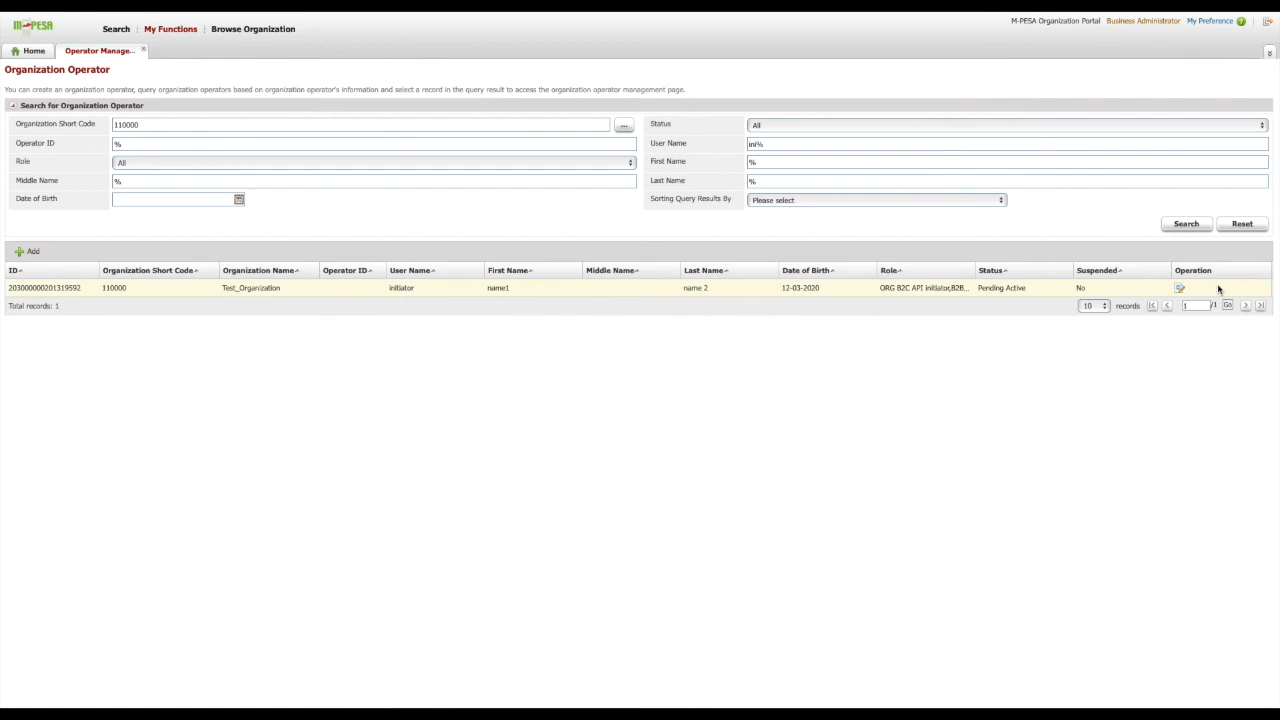 M-PESA Search My Functions Browse Organization M-PESA Organization Portal Business Administrator My Preference ?
Home Operator Manage...
Organization Operator
You can create an organization operator, query organization operators based on organization operator's information and select a record in the query result to access the organization operator management page.
Search for Organization Operator
Organization Short Code 110000 ... Status All
Operator ID % User Name ini%
Role All First Name %
Middle Name % Last Name %
Date of Birth Sorting Query Results By Please select
Search Reset
Add
ID Organization Short Code Organization Name Operator ID User Name First Name Middle Name Last Name Date of Birth Role Status Suspended Operation
203000000201319592 110000 Test_Organization initiator name1 name 2 12-03-2020 ORG B2C API initiator,B2B... Pending Active No
Total records: 1 10 records 1 /1 Go